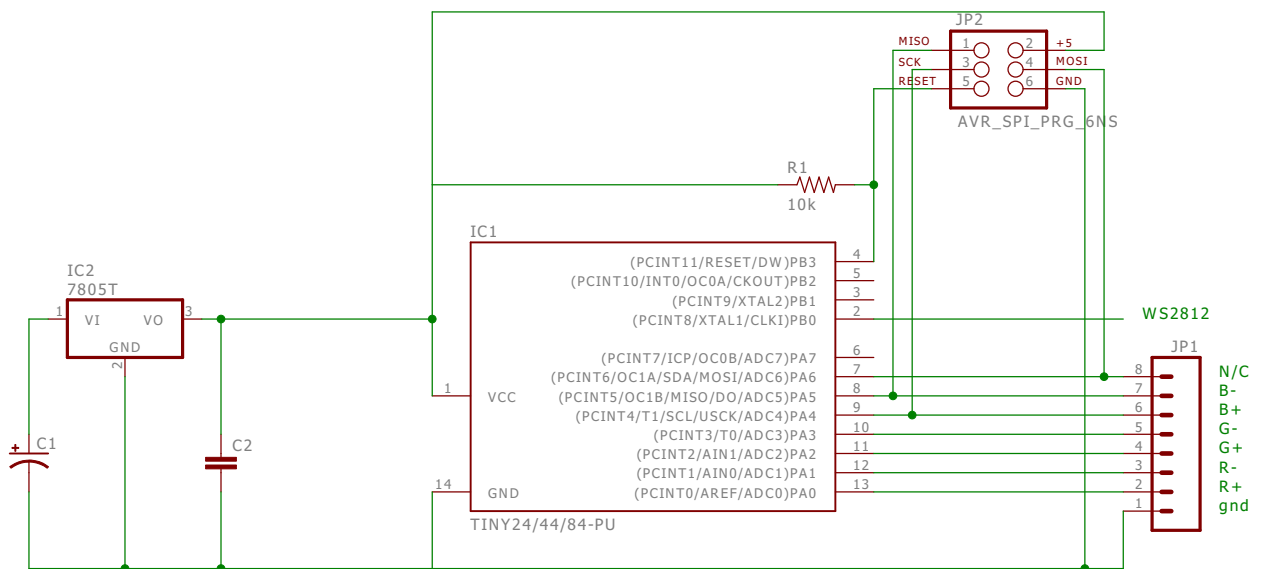 JP2
MISO 1 2 +5
SCK 3 4 MOSI
RESET 5 6 GND
AVR_SPI_PRG_6NS
R1
10k
IC1
(PCINT11/RESET/DW)PB3 4
(PCINT10/INT0/OC0A/CKOUT)PB2 5
(PCINT9/XTAL2)PB1 3
(PCINT8/XTAL1/CLKI)PB0 2
(PCINT7/ICP/OC0B/ADC7)PA7 6
(PCINT6/OC1A/SDA/MOSI/ADC6)PA6 7
1 VCC (PCINT5/OC1B/MISO/DO/ADC5)PA5 8
(PCINT4/T1/SCL/USCK/ADC4)PA4 9
(PCINT3/T0/ADC3)PA3 10
(PCINT2/AIN1/ADC2)PA2 11
(PCINT1/AIN0/ADC1)PA1 12
14 GND (PCINT0/AREF/ADC0)PA0 13
TINY24/44/84-PU
IC2
7805T
1 VI VO 3
GND
2
+
C1
C2
WS2812
JP1
8 N/C
7 B-
6 B+
5 G-
4 G+
3 R-
2 R+
1 gnd